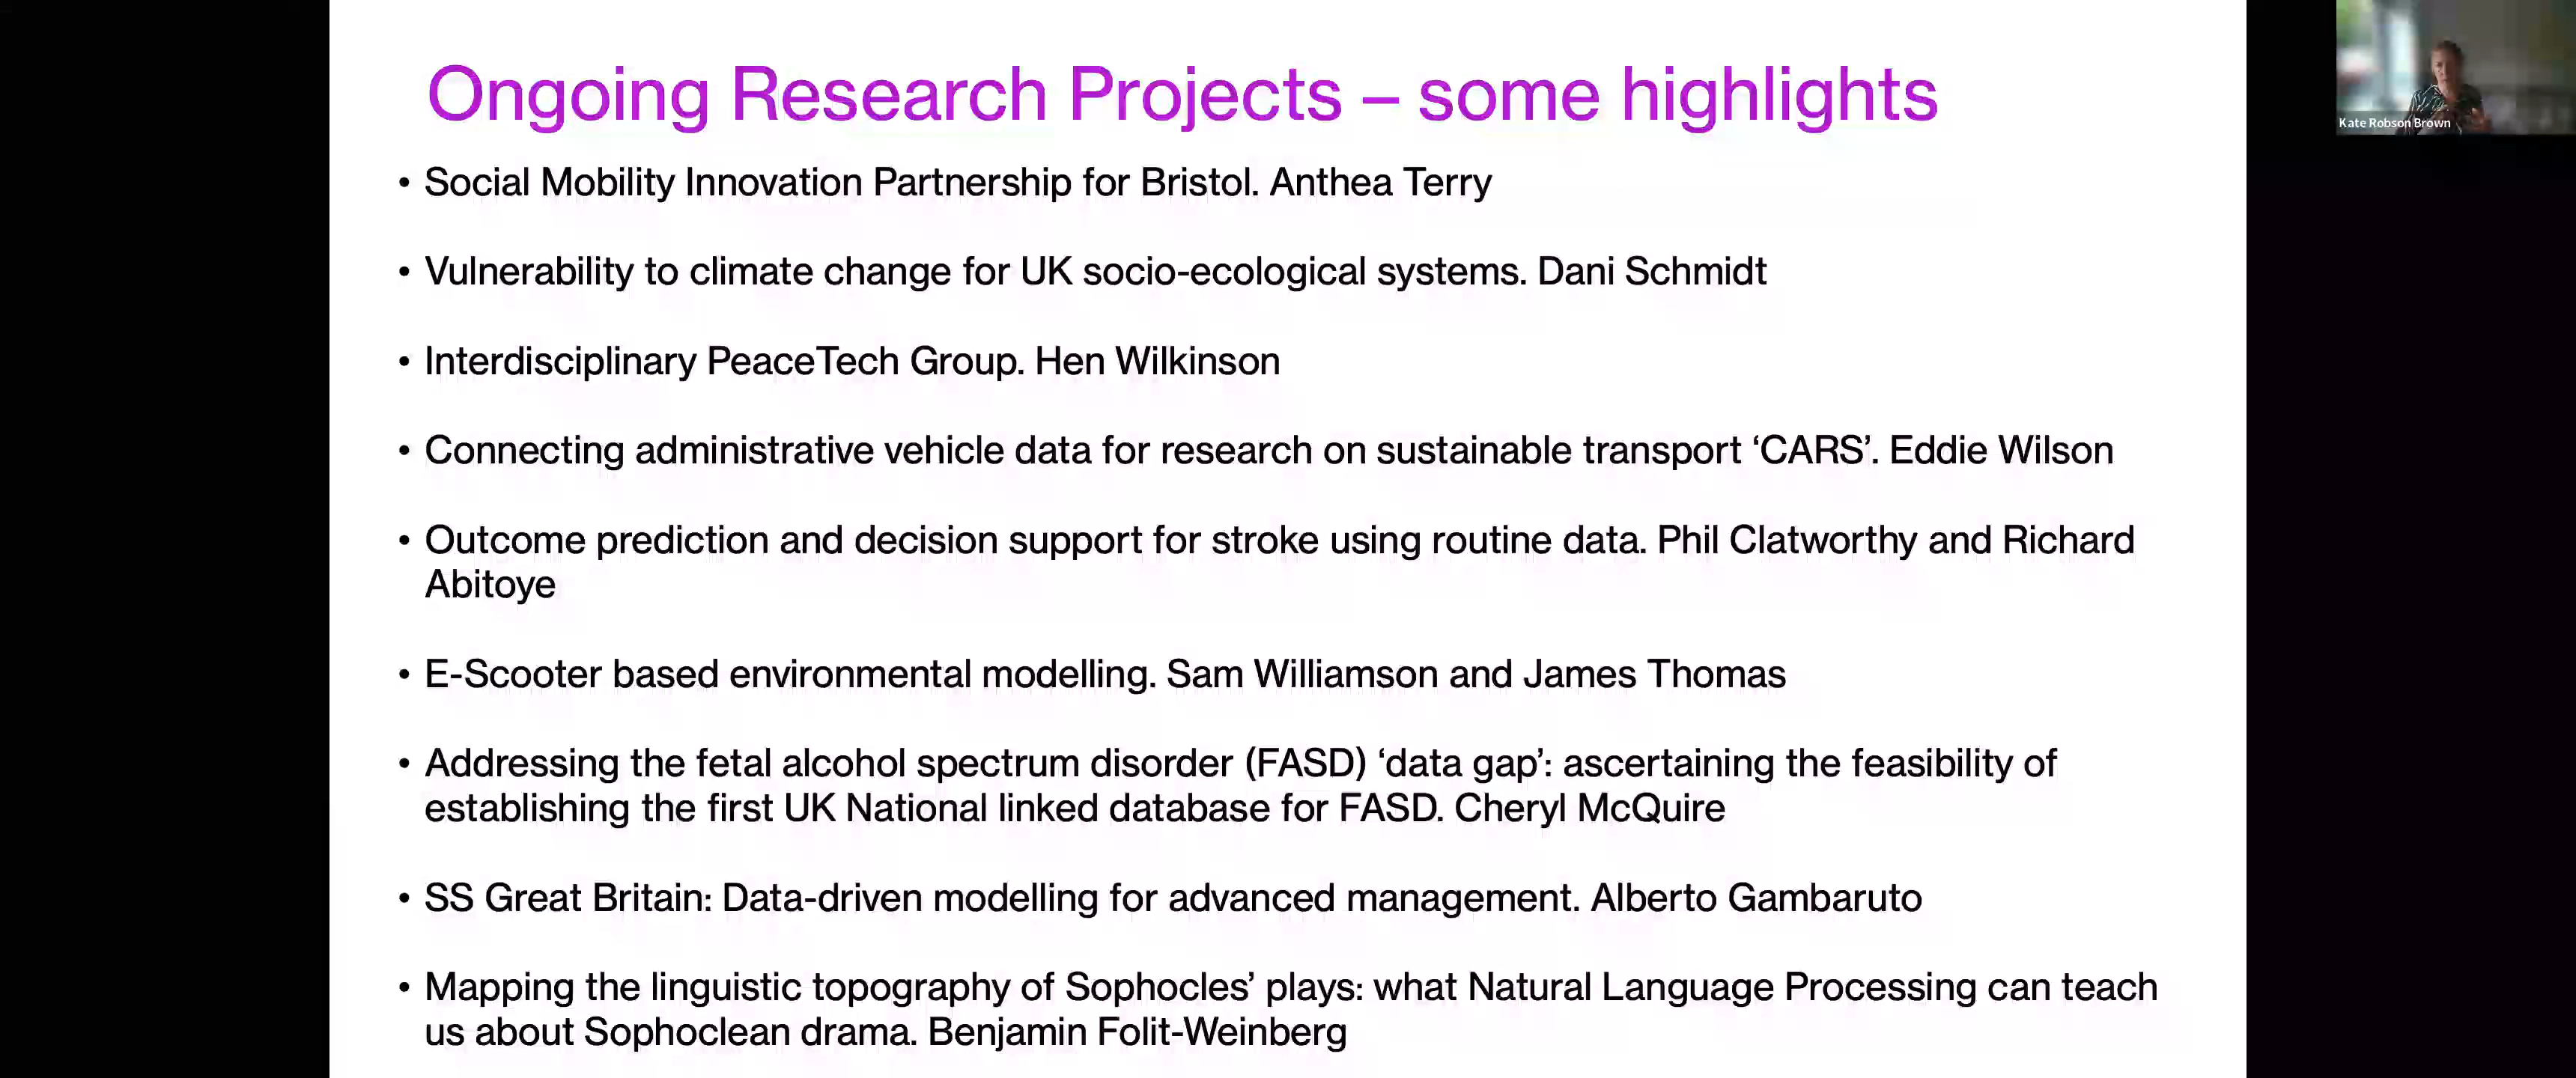 Ongoing Research Projects – some highlights
Kate Robson Brown
• Social Mobility Innovation Partnership for Bristol. Anthea Terry
• Vulnerability to climate change for UK socio-ecological systems. Dani Schmidt
• Interdisciplinary PeaceTech Group. Hen Wilkinson
• Connecting administrative vehicle data for research on sustainable transport ‘CARS’. Eddie Wilson
• Outcome prediction and decision support for stroke using routine data. Phil Clatworthy and Richard
Abitoye
• E-Scooter based environmental modelling. Sam Williamson and James Thomas
• Addressing the fetal alcohol spectrum disorder (FASD) ‘data gap’: ascertaining the feasibility of
establishing the first UK National linked database for FASD. Cheryl McQuire
• SS Great Britain: Data-driven modelling for advanced management. Alberto Gambaruto
• Mapping the linguistic topography of Sophocles’ plays: what Natural Language Processing can teach
us about Sophoclean drama. Benjamin Folit-Weinberg